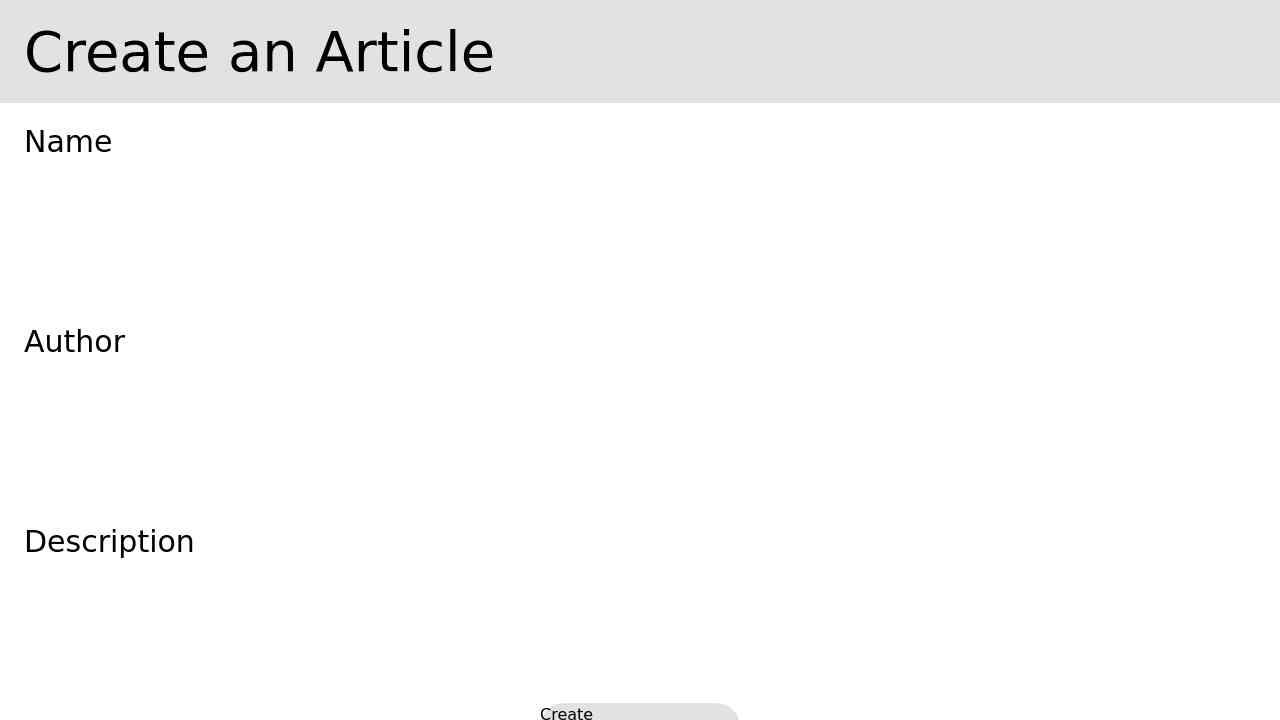 Create an Article
Name
Author
Description
Create